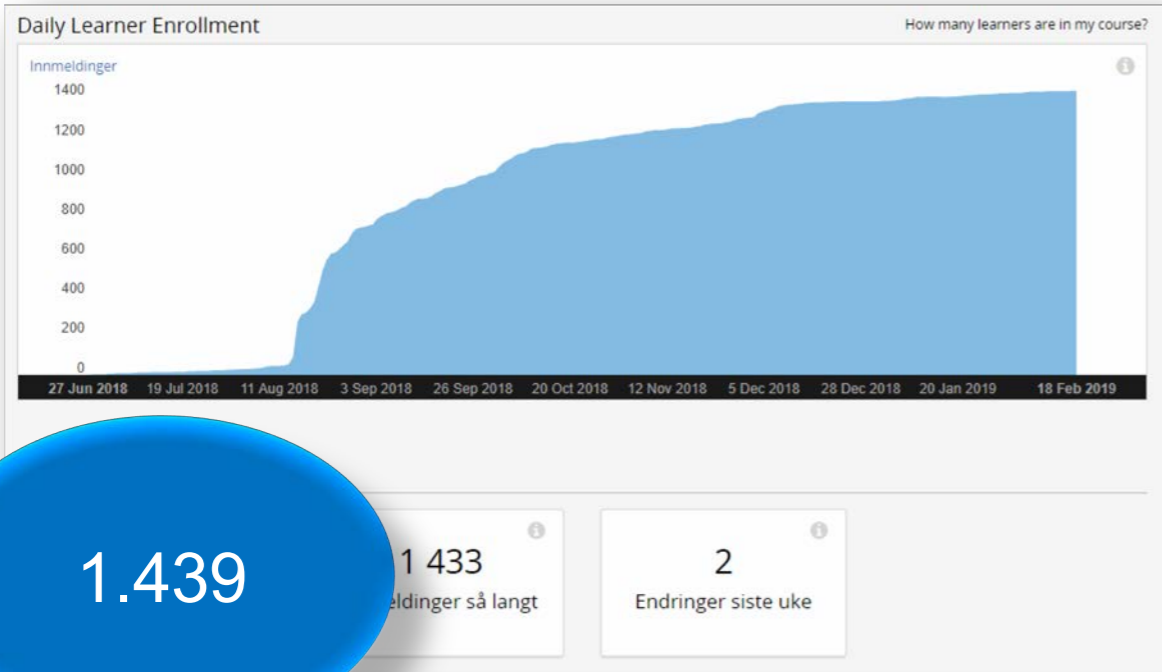 Daily Learner Enrollment
How many learners are in my course?
Innmeldinger
1400
1200
1000
800
600
400
200
0
27 Jun 2018 19 Jul 2018 11 Aug 2018 3 Sep 2018 26 Sep 2018 20 Oct 2018 12 Nov 2018 5 Dec 2018 28 Dec 2018 20 Jan 2019 18 Feb 2019
1.439
1 433
så langt
2
Endringer siste uke